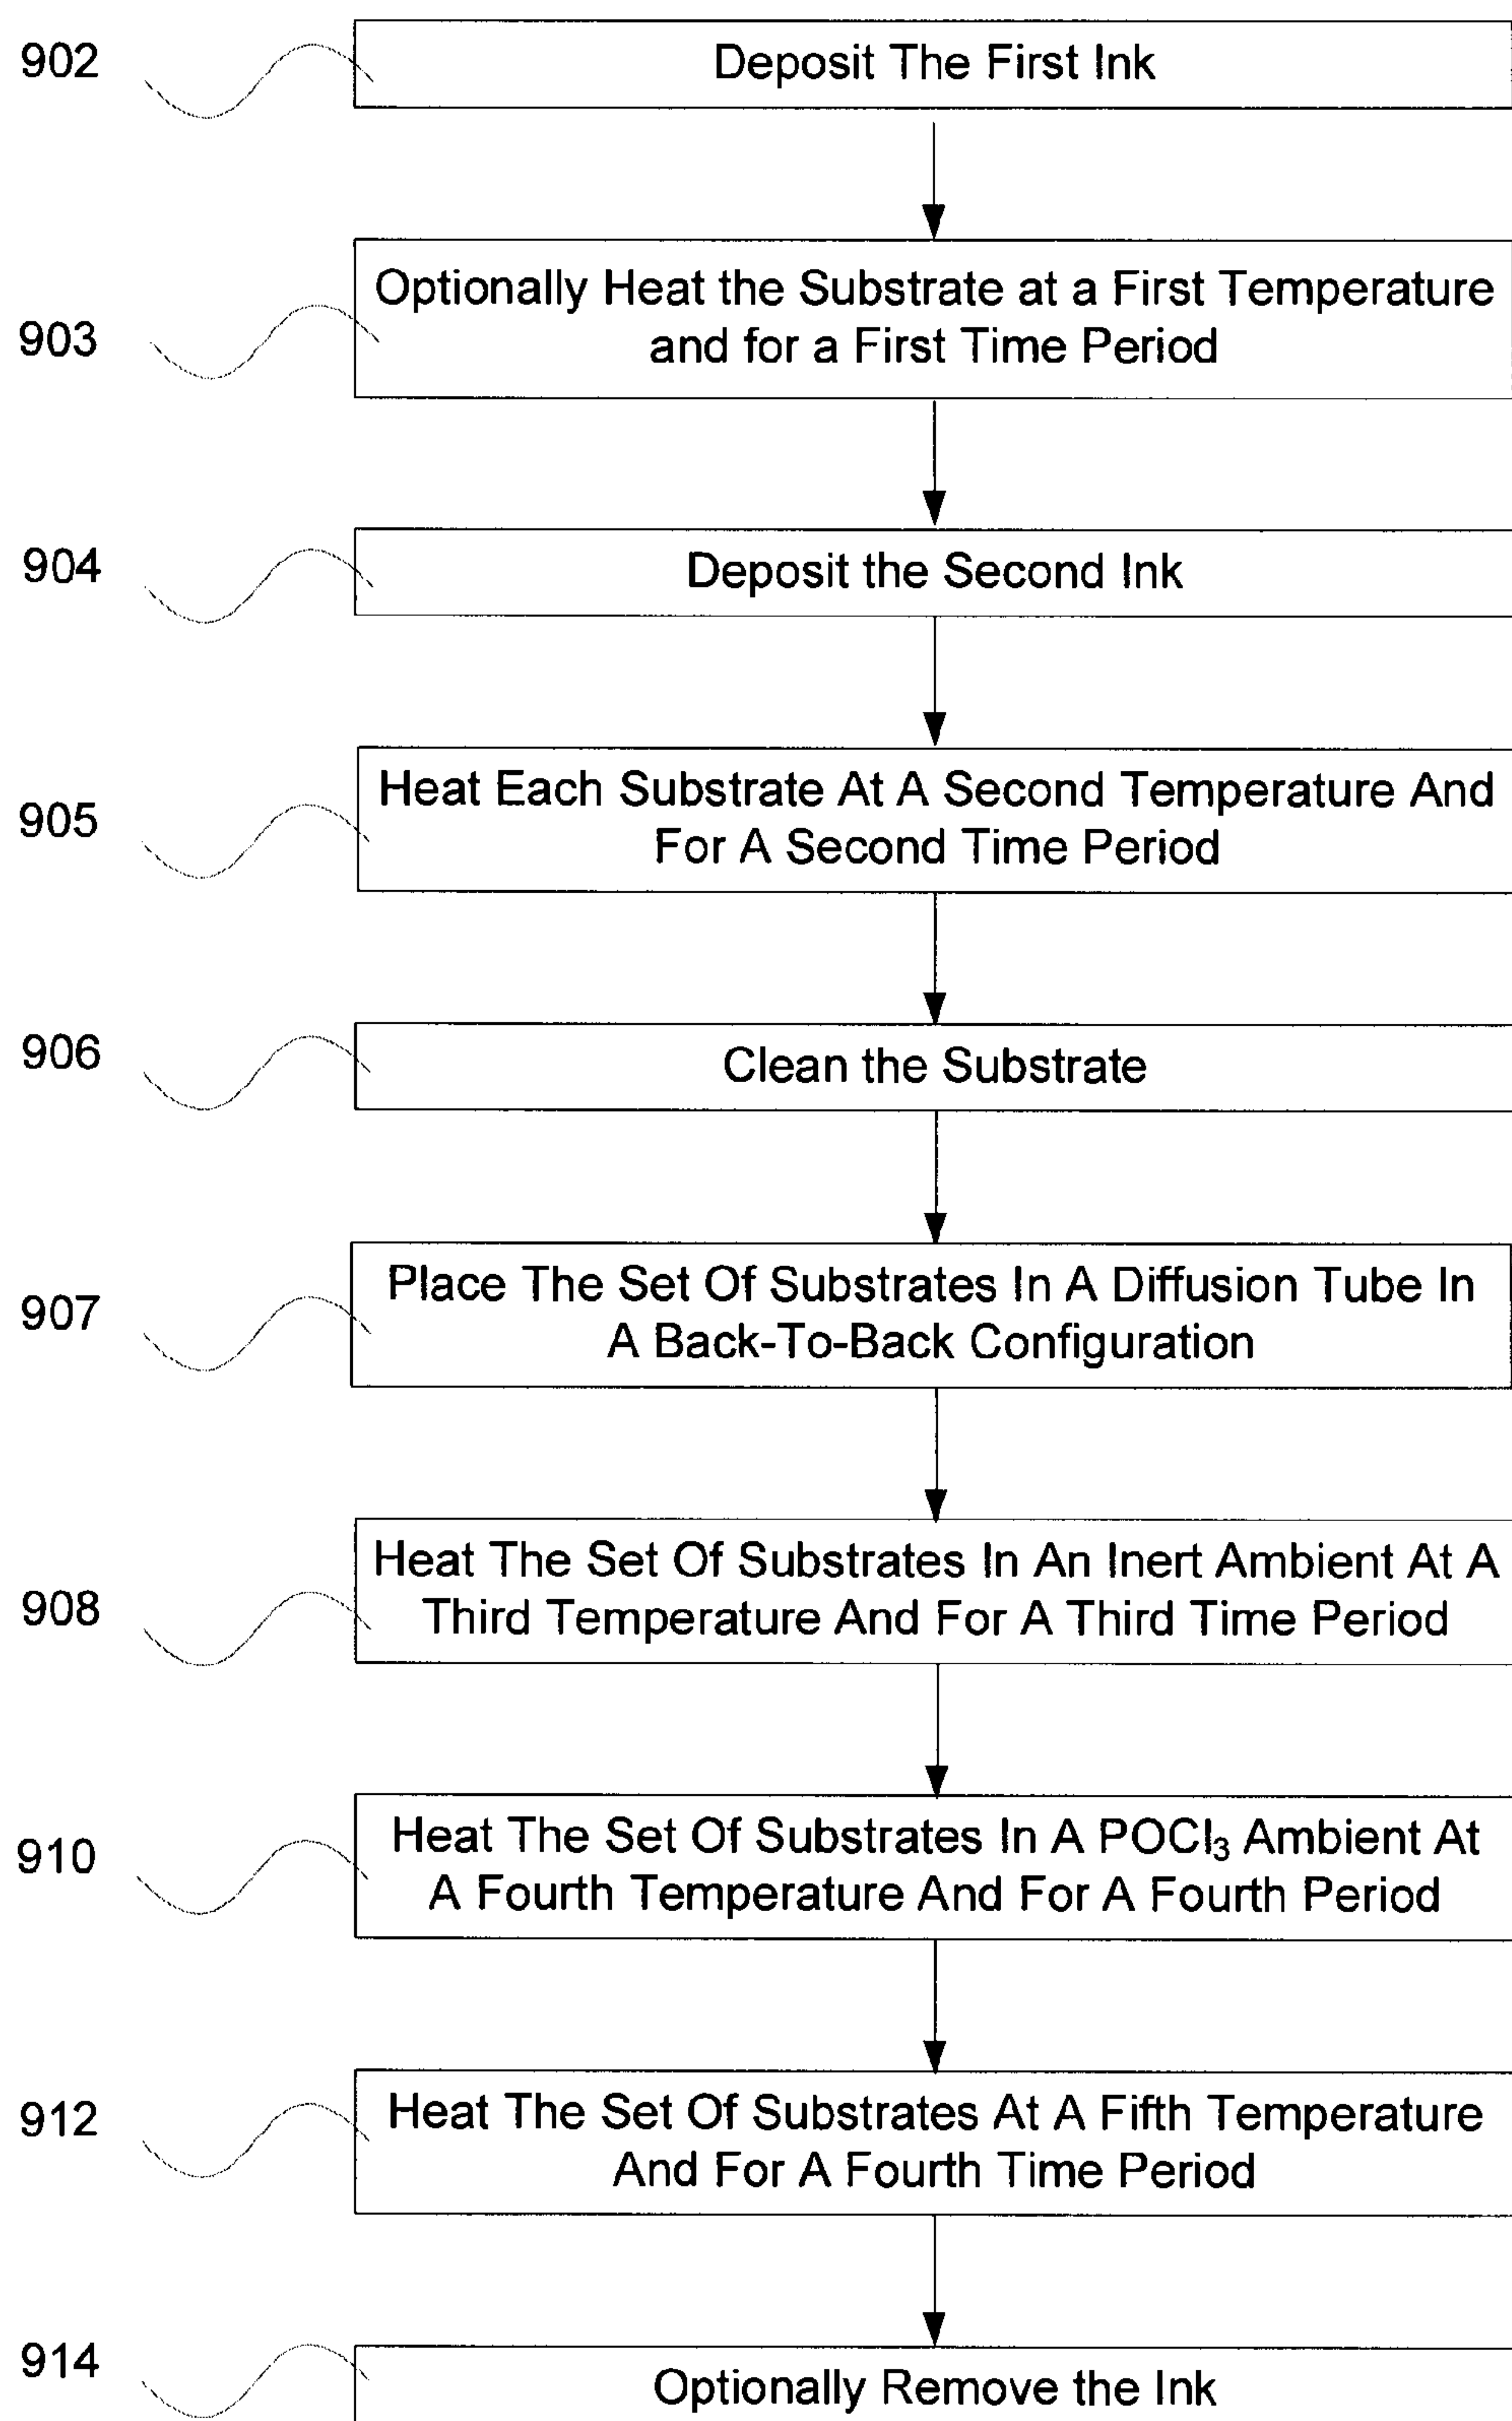 902
Deposit The First Ink
903
Optionally Heat the Substrate at a First Temperature
and for a First Time Period
904
Deposit the Second Ink
905
Heat Each Substrate At A Second Temperature And
For A Second Time Period
906
Clean the Substrate
907
Place The Set Of Substrates In A Diffusion Tube In
A Back-To-Back Configuration
908
Heat The Set Of Substrates In An Inert Ambient At A
Third Temperature And For A Third Time Period
910
Heat The Set Of Substrates In A POCl₃ Ambient At
A Fourth Temperature And For A Fourth Period
912
Heat The Set Of Substrates At A Fifth Temperature
And For A Fourth Time Period
914
Optionally Remove the Ink